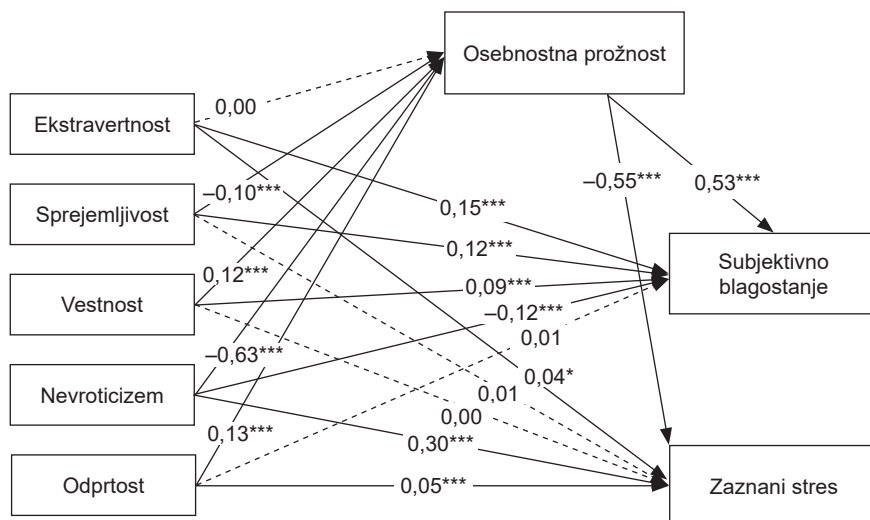 Osebnostna prožnost
0,00
Ekstravertnost
–0,10***
–0,55***
0,53***
Sprejemljivost
0,15***
0,12***
Subjektivno
blagostanje
0,12***
0,09***
Vestnost
–0,12***
0,01
–0,63***
0,04*
Nevroticizem
0,01
0,00
0,13***
0,30***
Odprtost
0,05***
Zaznani stres